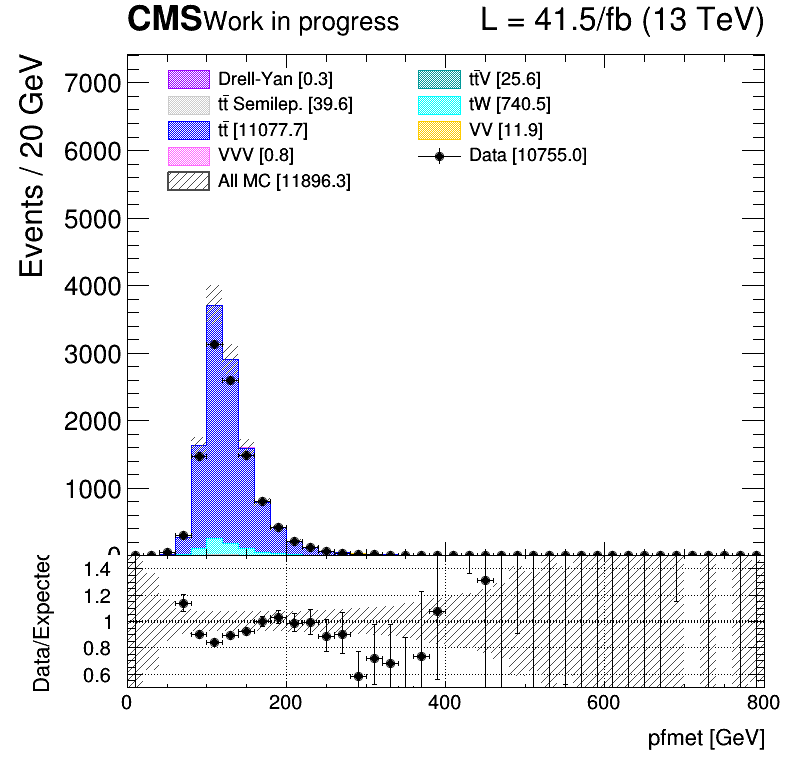 CMS Work in progress L = 41.5/fb (13 TeV)
Events / 20 GeV
7000
6000
5000
4000
3000
2000
1000
0
Drell-Yan [0.3]
tt̄ Semilep. [39.6]
tt̄ [11077.7]
VVV [0.8]
All MC [11896.3]
tt̄V [25.6]
tW [740.5]
VV [11.9]
Data [10755.0]
Data/Expected
1.4
1.2
1
0.8
0.6
0 200 400 600 800
pfmet [GeV]